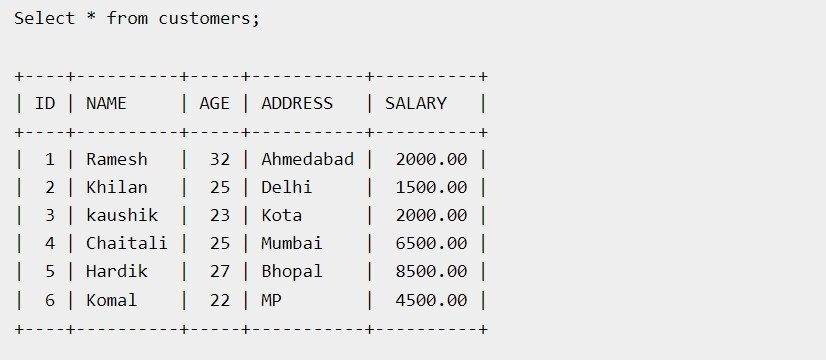 Select * from customers;
+----+----------+-----+-----------+----------+
| ID | NAME     | AGE | ADDRESS   | SALARY   |
+----+----------+-----+-----------+----------+
|  1 | Ramesh   |  32 | Ahmedabad |  2000.00 |
|  2 | Khilan   |  25 | Delhi     |  1500.00 |
|  3 | kaushik  |  23 | Kota      |  2000.00 |
|  4 | Chaitali |  25 | Mumbai    |  6500.00 |
|  5 | Hardik   |  27 | Bhopal    |  8500.00 |
|  6 | Komal    |  22 | MP        |  4500.00 |
+----+----------+-----+-----------+----------+